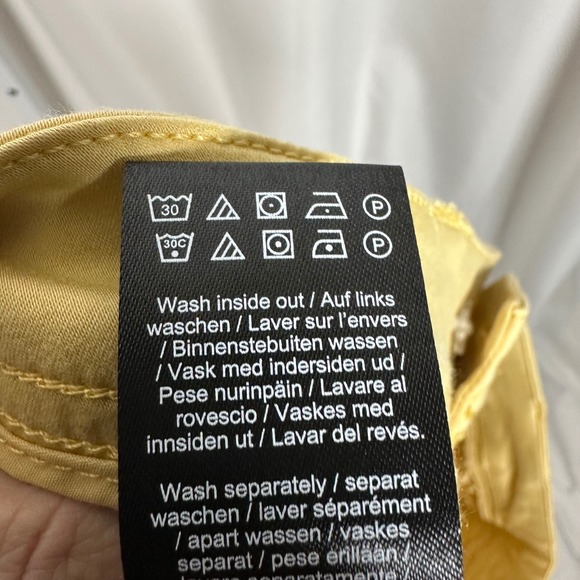 30 P
30C P
Wash inside out / Auf links
waschen / Laver sur l'envers
/ Binnenstebuiten wassen
/ Vask med indersiden ud /
Pese nurinpäin / Lavare al
rovescio / Vaskes med
innsiden ut / Lavar del revés.
Wash separately / separat
waschen / laver séparément
/ apart wassen / vaskes
separat / pese erillään /